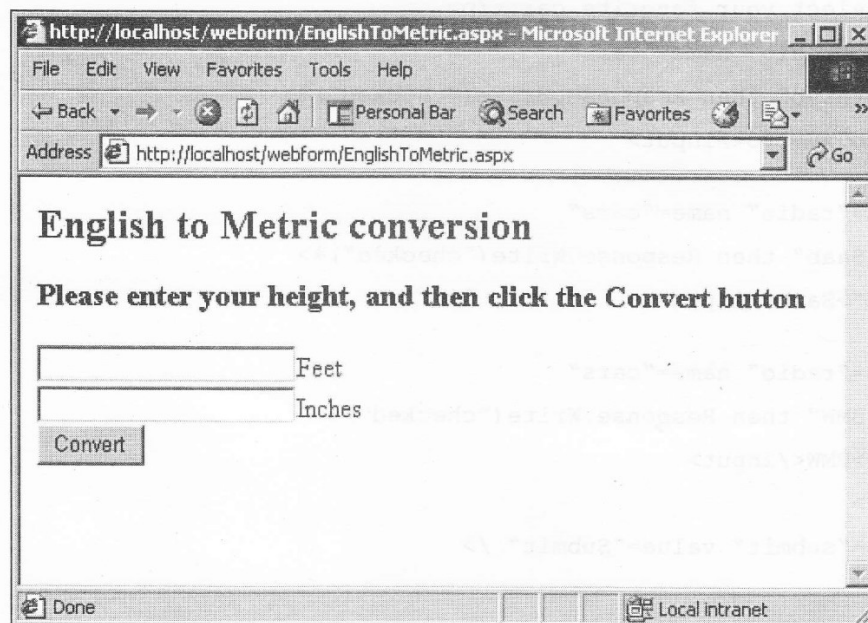 http://localhost/webform/EnglishToMetric.aspx - Microsoft Internet Explorer
File Edit View Favorites Tools Help
Back Personal Bar Search Favorites »
Address http://localhost/webform/EnglishToMetric.aspx Go
English to Metric conversion
Please enter your height, and then click the Convert button
Feet
Inches
Convert
Done Local intranet